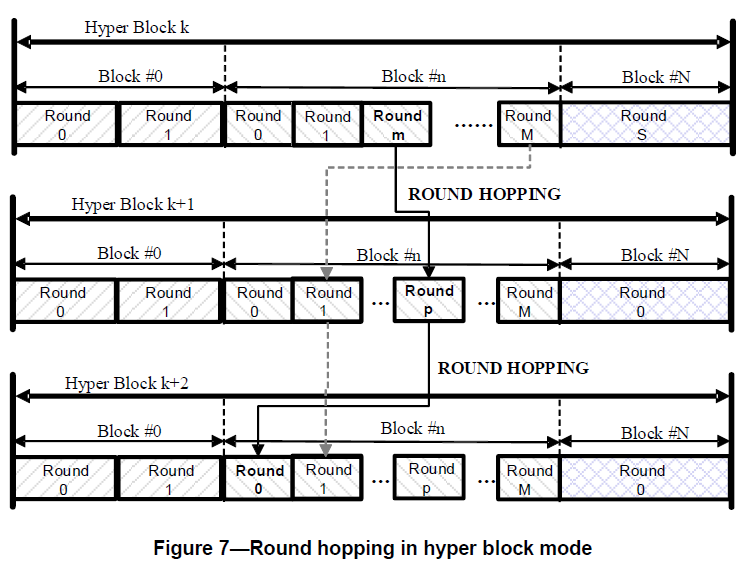 Hyper Block k
Block #0 Block #n Block #N
Round 0 Round 1 Round 0 Round 1 Round m ...... Round M Round S
ROUND HOPPING
Hyper Block k+1
Block #0 Block #n Block #N
Round 0 Round 1 Round 0 Round 1 ... Round p ... Round M Round 0
ROUND HOPPING
Hyper Block k+2
Block #0 Block #n Block #N
Round 0 Round 1 Round 0 Round 1 ... Round p ... Round M Round 0
Figure 7—Round hopping in hyper block mode